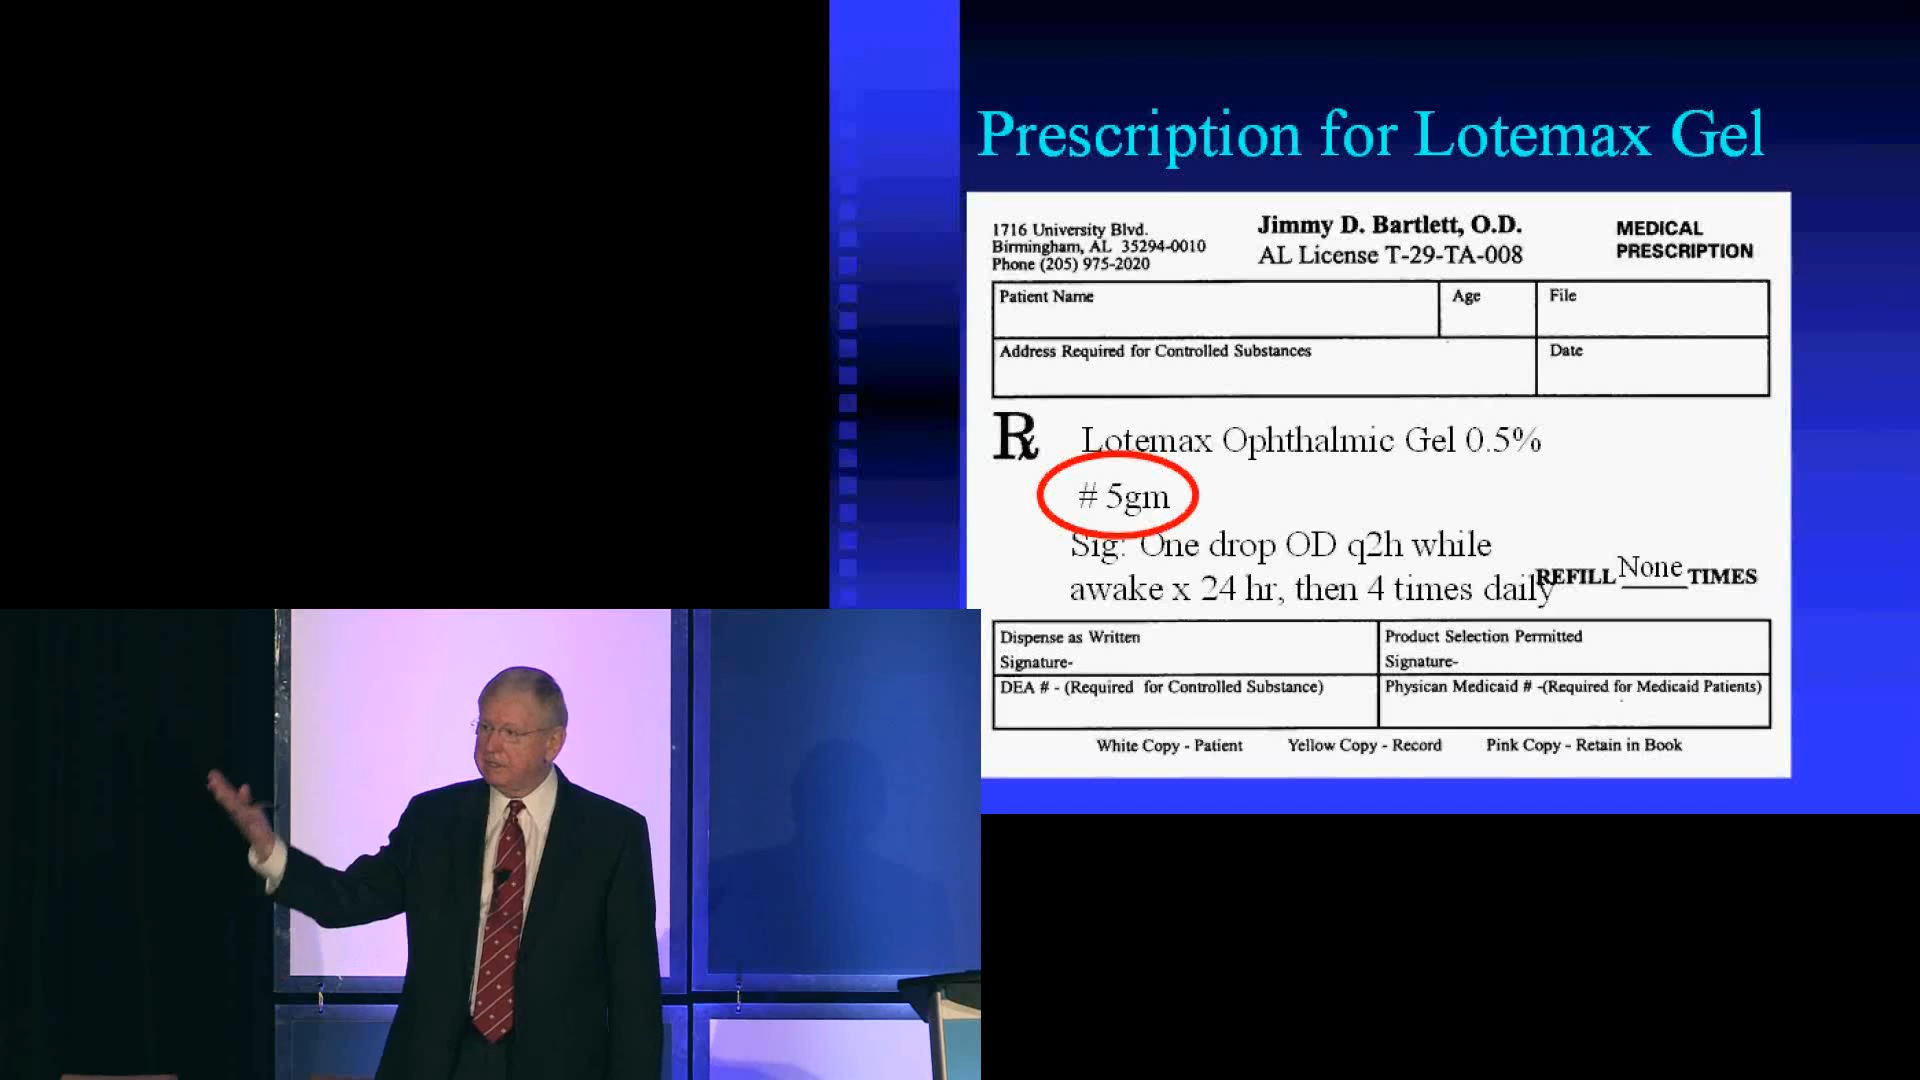 Prescription for Lotemax Gel
1716 University Blvd.
Birmingham, AL 35294-0010
Phone (205) 975-2020
Jimmy D. Bartlett, O.D.
AL License T-29-TA-008
MEDICAL
PRESCRIPTION
Patient Name
Age
File
Address Required for Controlled Substances
Date
Rx
Lotemax Ophthalmic Gel 0.5%
# 5gm
Sig: One drop OD q2h while
awake x 24 hr, then 4 times daily
REFILL None TIMES
Dispense as Written
Signature-
Product Selection Permitted
Signature-
DEA # - (Required for Controlled Substance)
Physican Medicaid # -(Required for Medicaid Patients)
White Copy - Patient
Yellow Copy - Record
Pink Copy - Retain in Book